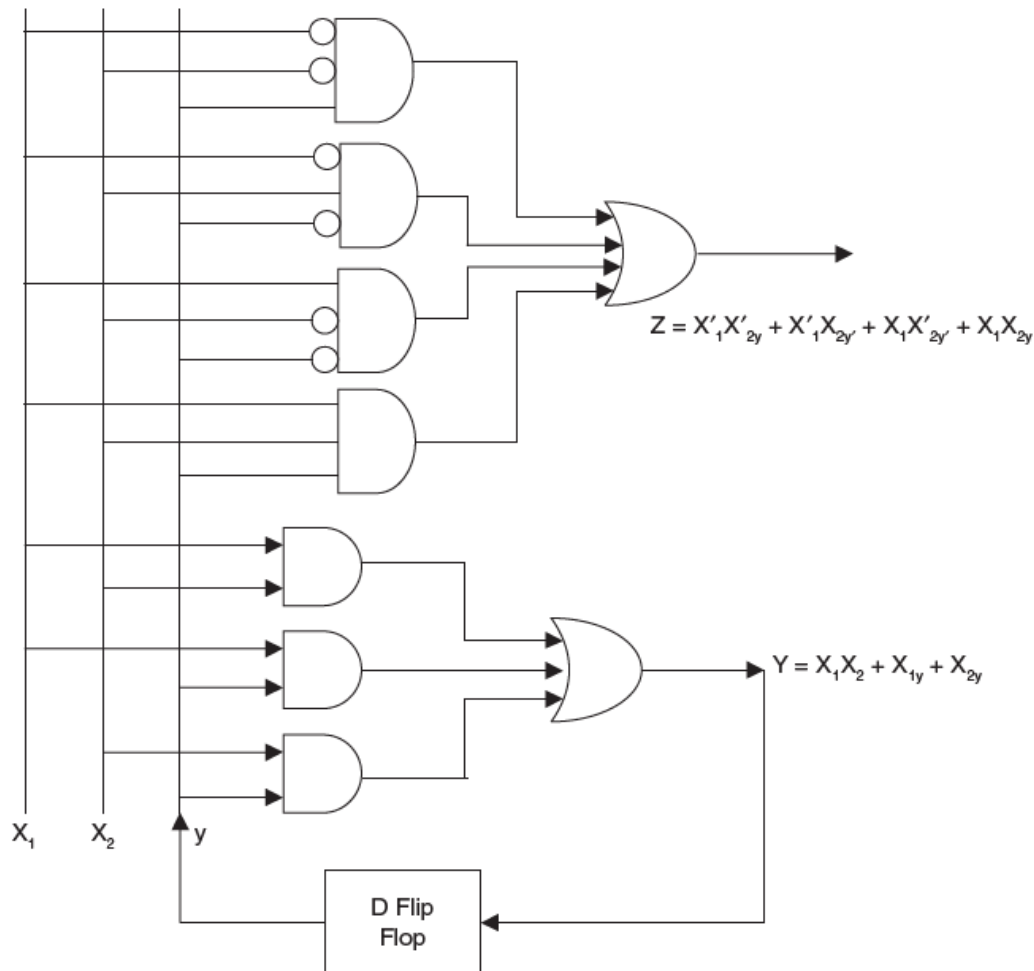 Z = X′₁X′₂y + X′₁X₂y′ + X₁X′₂y′ + X₁X₂y
Y = X₁X₂ + X₁y + X₂y
X₁ X₂ y
D Flip
Flop